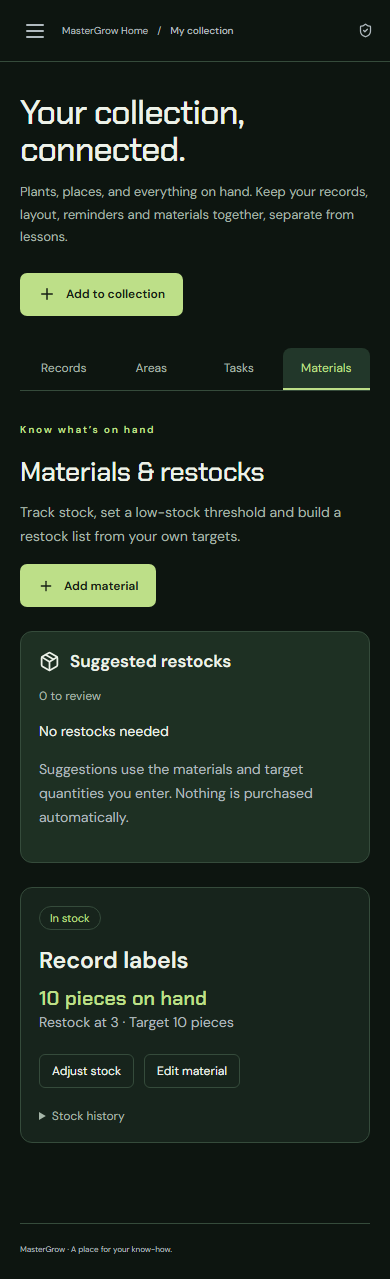 MasterGrow Home / My collection
Your collection,
connected.
Plants, places, and everything on hand. Keep your records,
layout, reminders and materials together, separate from
lessons.
Add to collection
Records Areas Tasks Materials
Know what's on hand
Materials & restocks
Track stock, set a low-stock threshold and build a
restock list from your own targets.
Add material
Suggested restocks
0 to review
No restocks needed
Suggestions use the materials and target
quantities you enter. Nothing is purchased
automatically.
In stock
Record labels
10 pieces on hand
Restock at 3 · Target 10 pieces
Adjust stock Edit material
Stock history
MasterGrow · A place for your know-how.